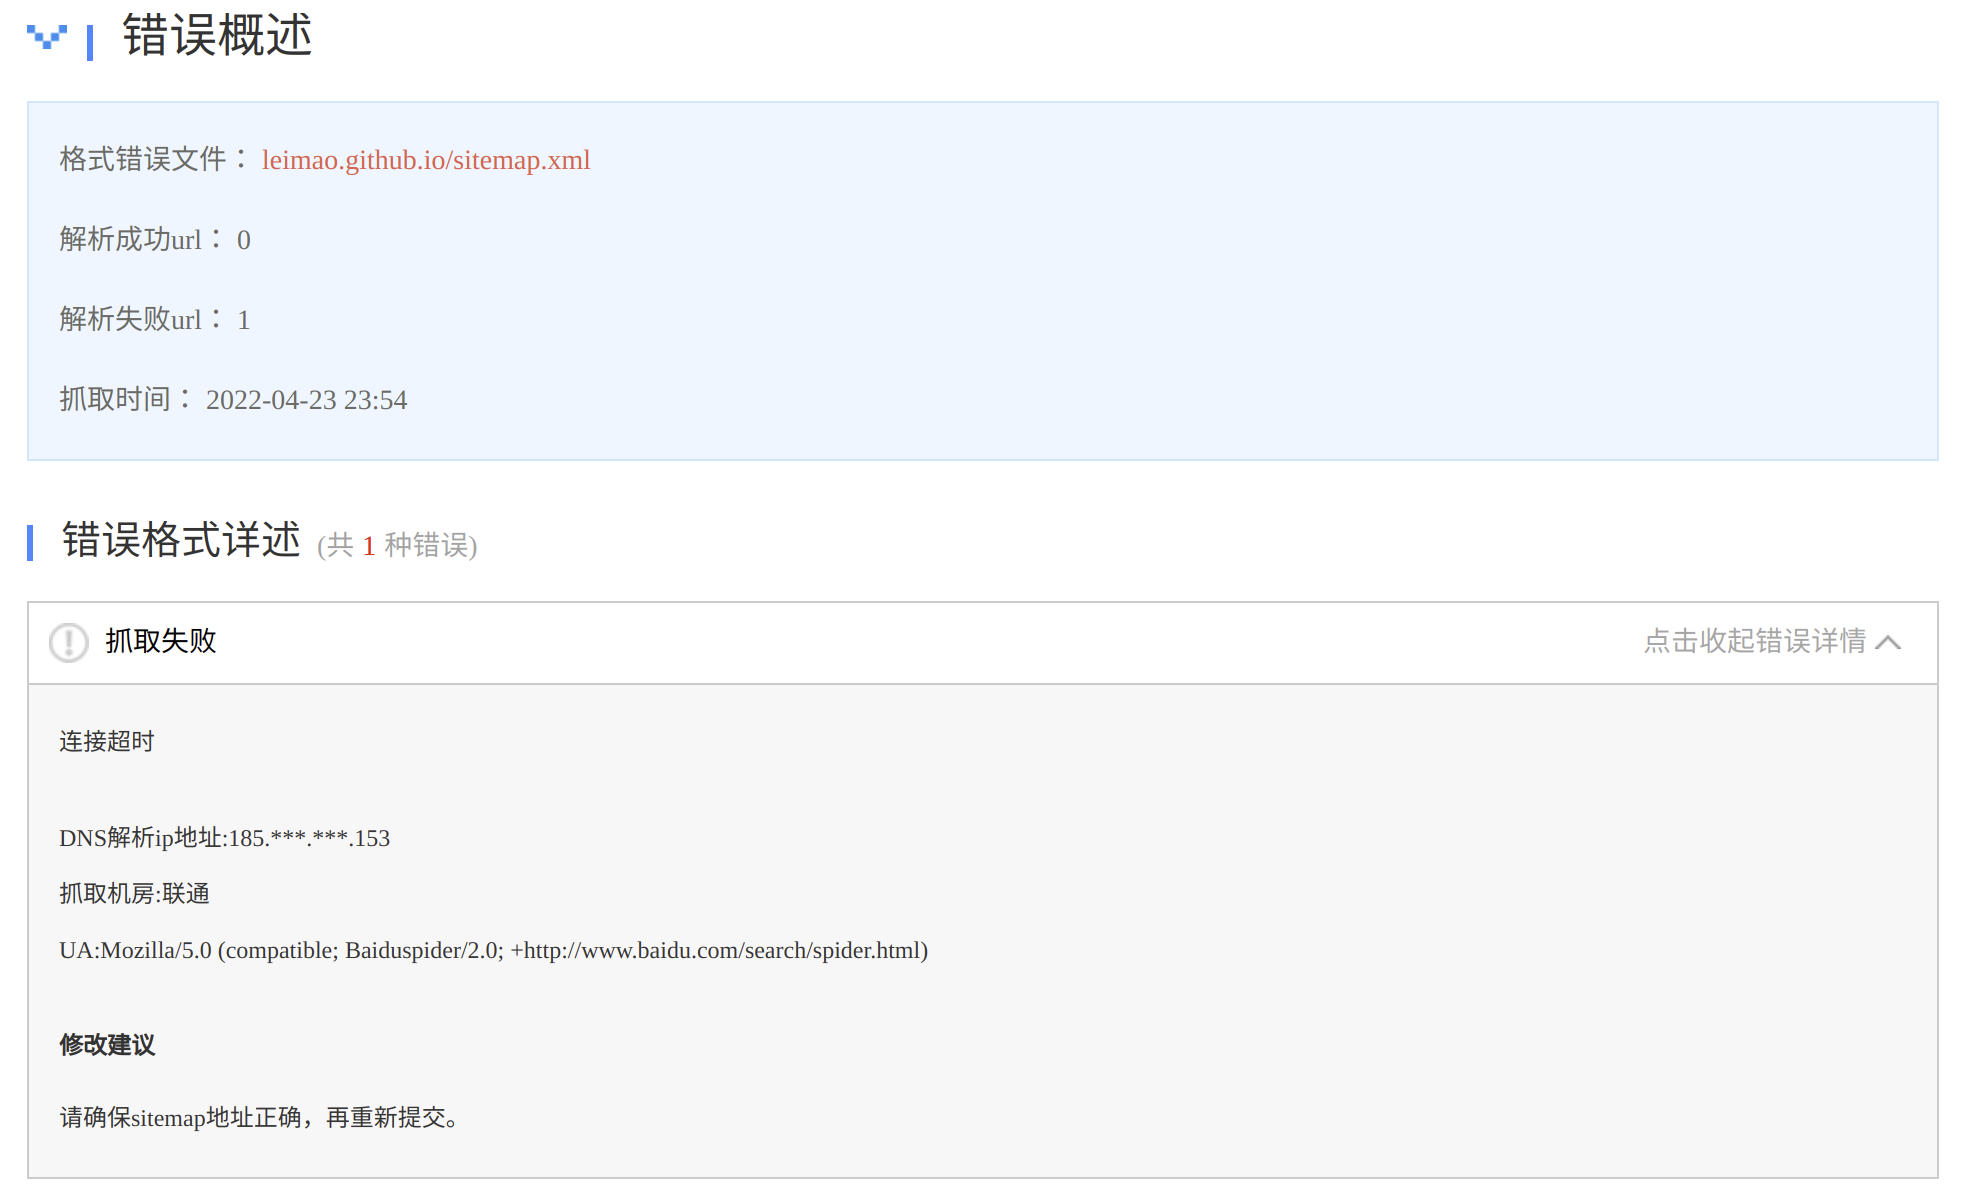 错误概述
格式错误文件： leimao.github.io/sitemap.xml
解析成功url： 0
解析失败url： 1
抓取时间： 2022-04-23 23:54
错误格式详述 (共 1 种错误)
抓取失败 点击收起错误详情
连接超时
DNS解析ip地址:185.***.***.153
抓取机房:联通
UA:Mozilla/5.0 (compatible; Baiduspider/2.0; +http://www.baidu.com/search/spider.html)
修改建议
请确保sitemap地址正确，再重新提交。